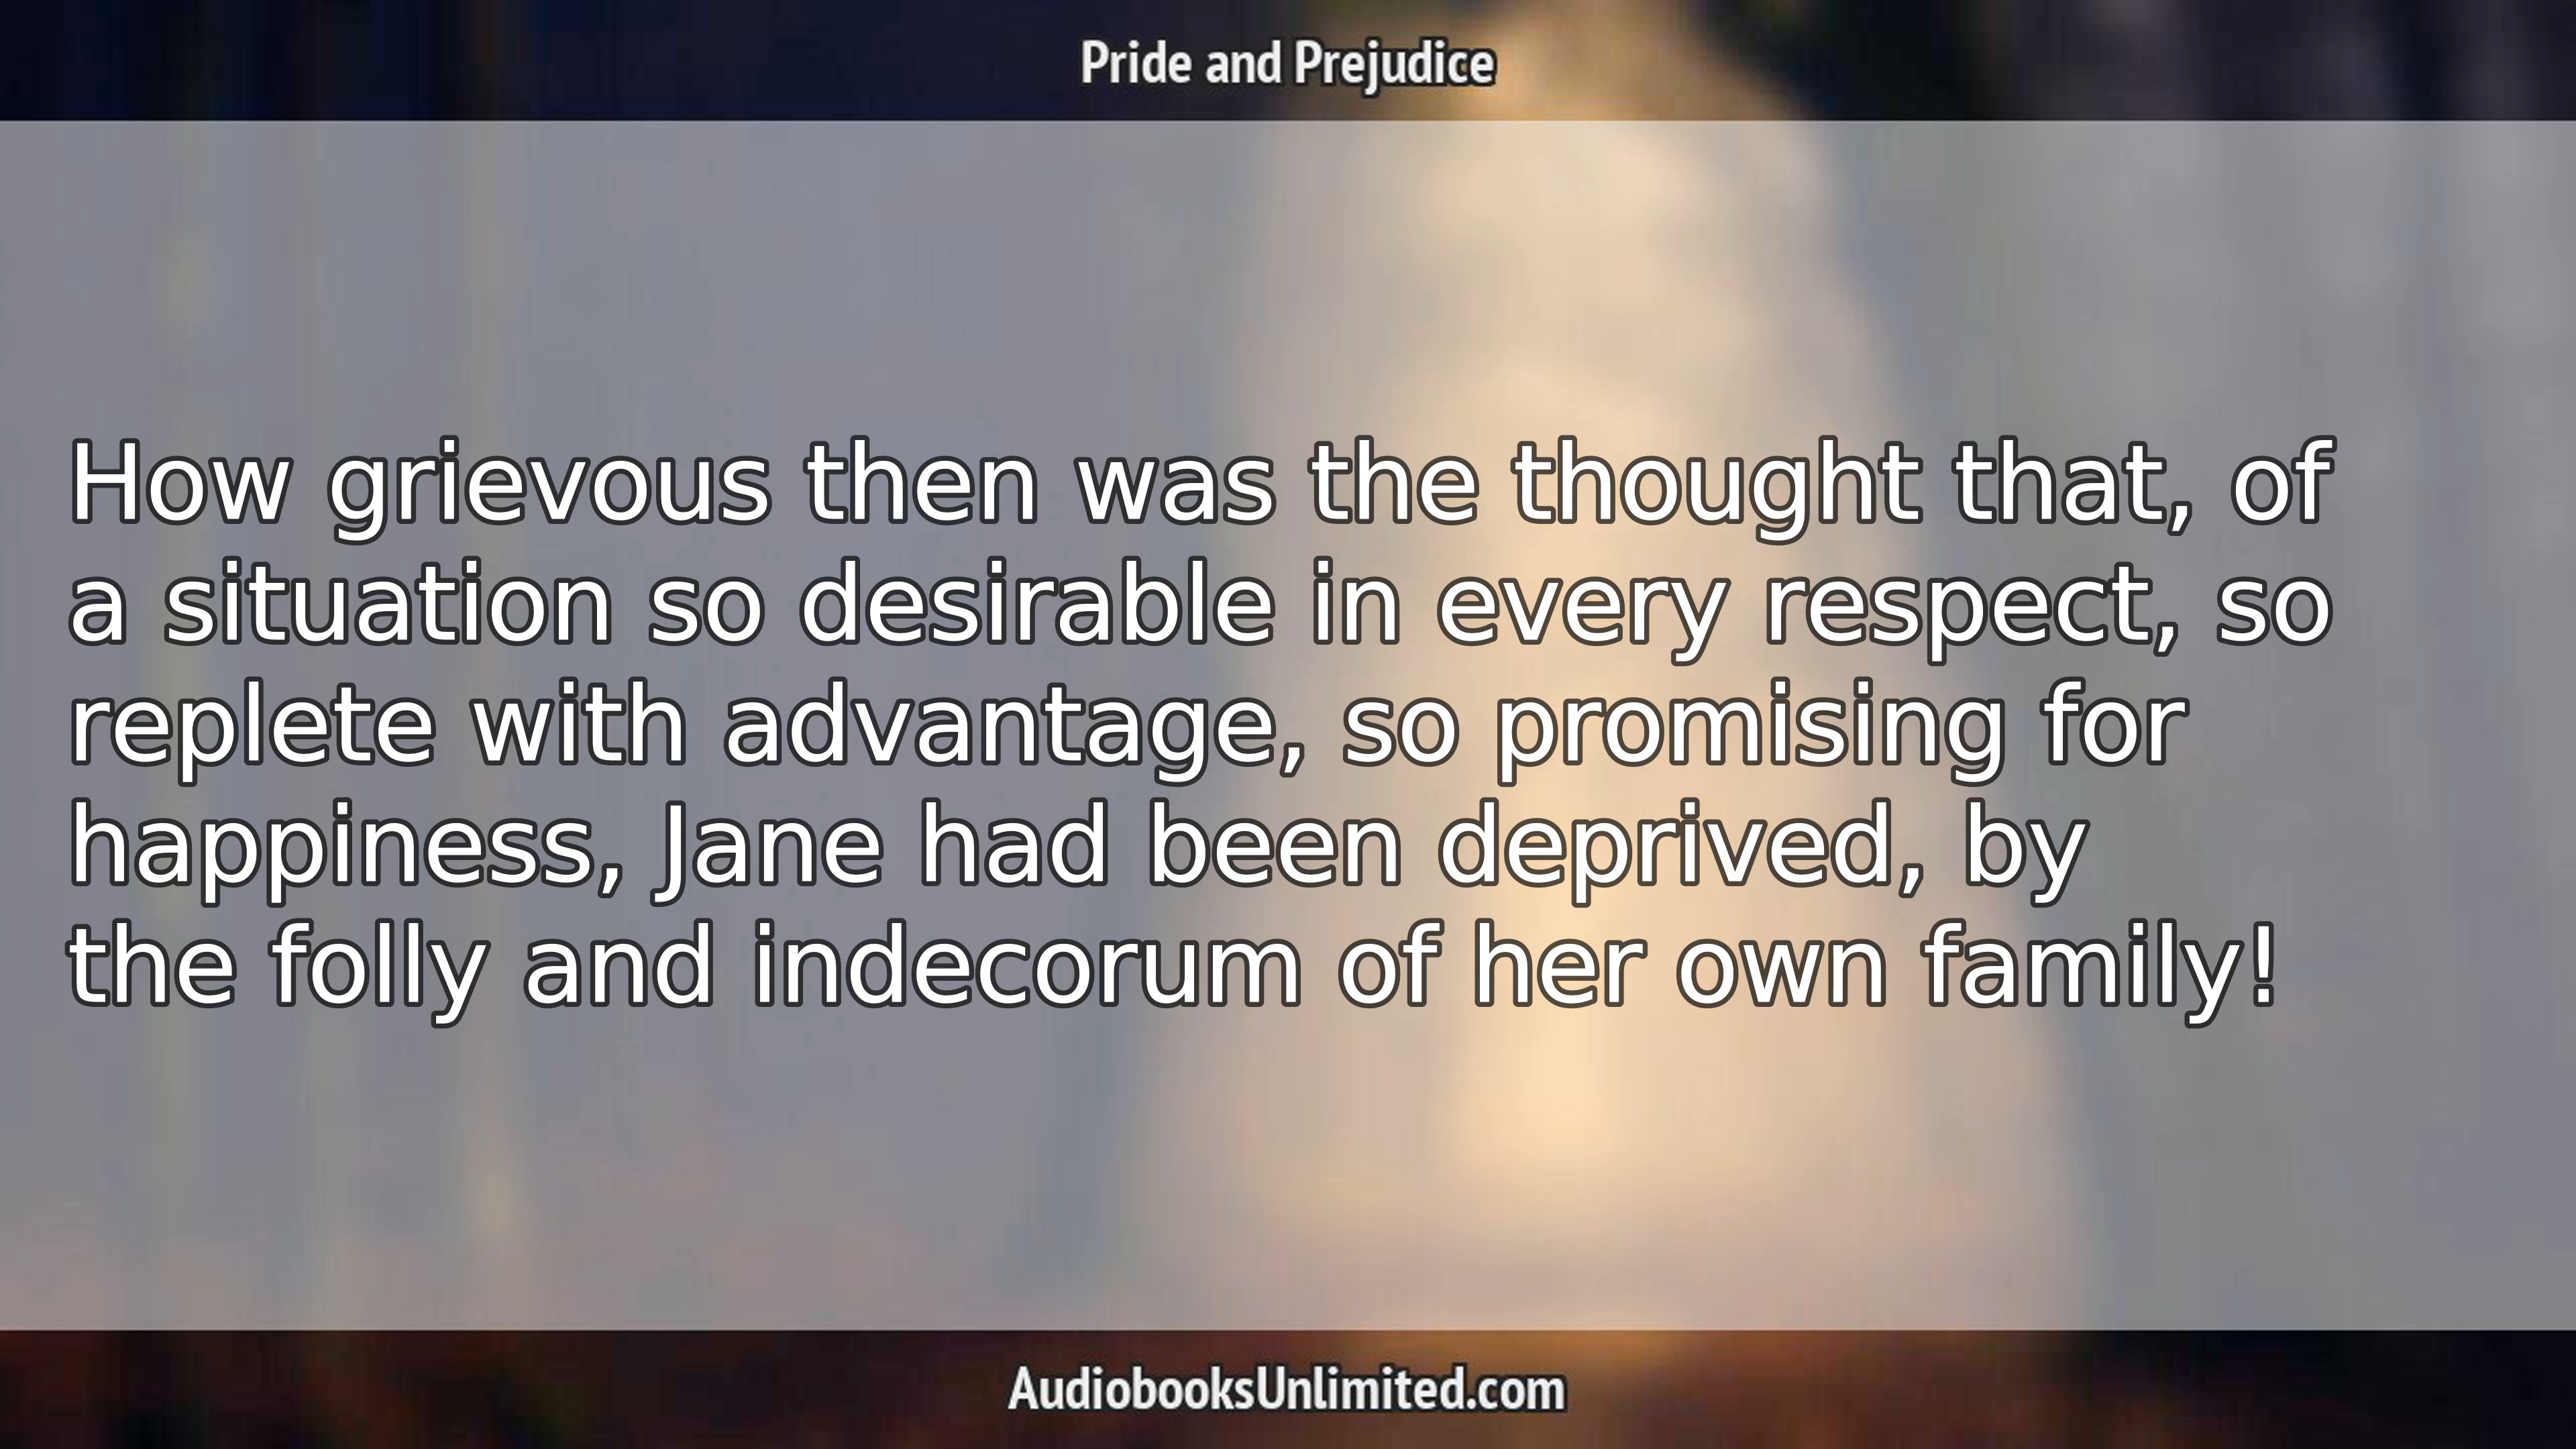 Pride and Prejudice
How grievous then was the thought that, of
a situation so desirable in every respect, so
replete with advantage, so promising for
happiness, Jane had been deprived, by
the folly and indecorum of her own family!
AudiobooksUnlimited.com